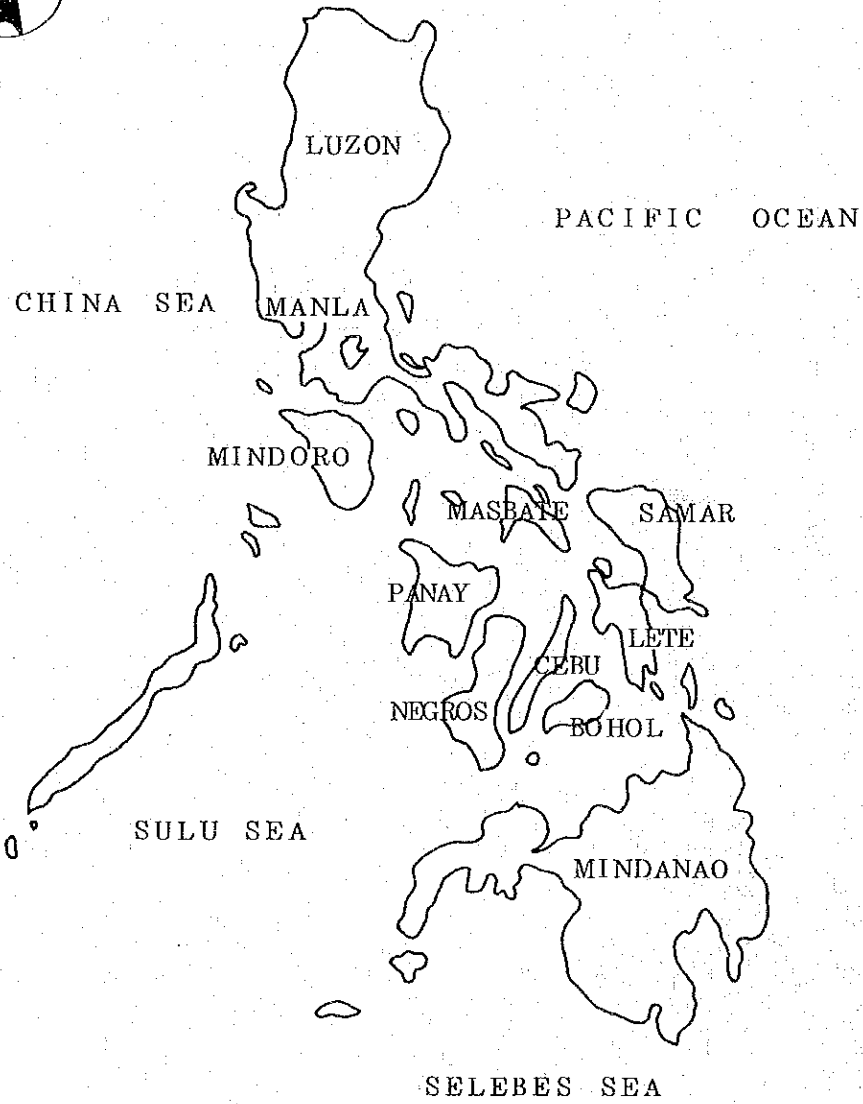 LUZON
PACIFIC OCEAN
CHINA SEA
MANLA
MINDORO
MASBATE
SAMAR
PANAY
LETE
CEBU
NEGROS
BOHOL
SULU SEA
MINDANAO
SELEBES SEA